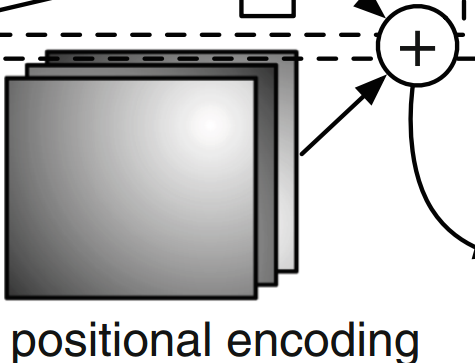 +
positional encoding